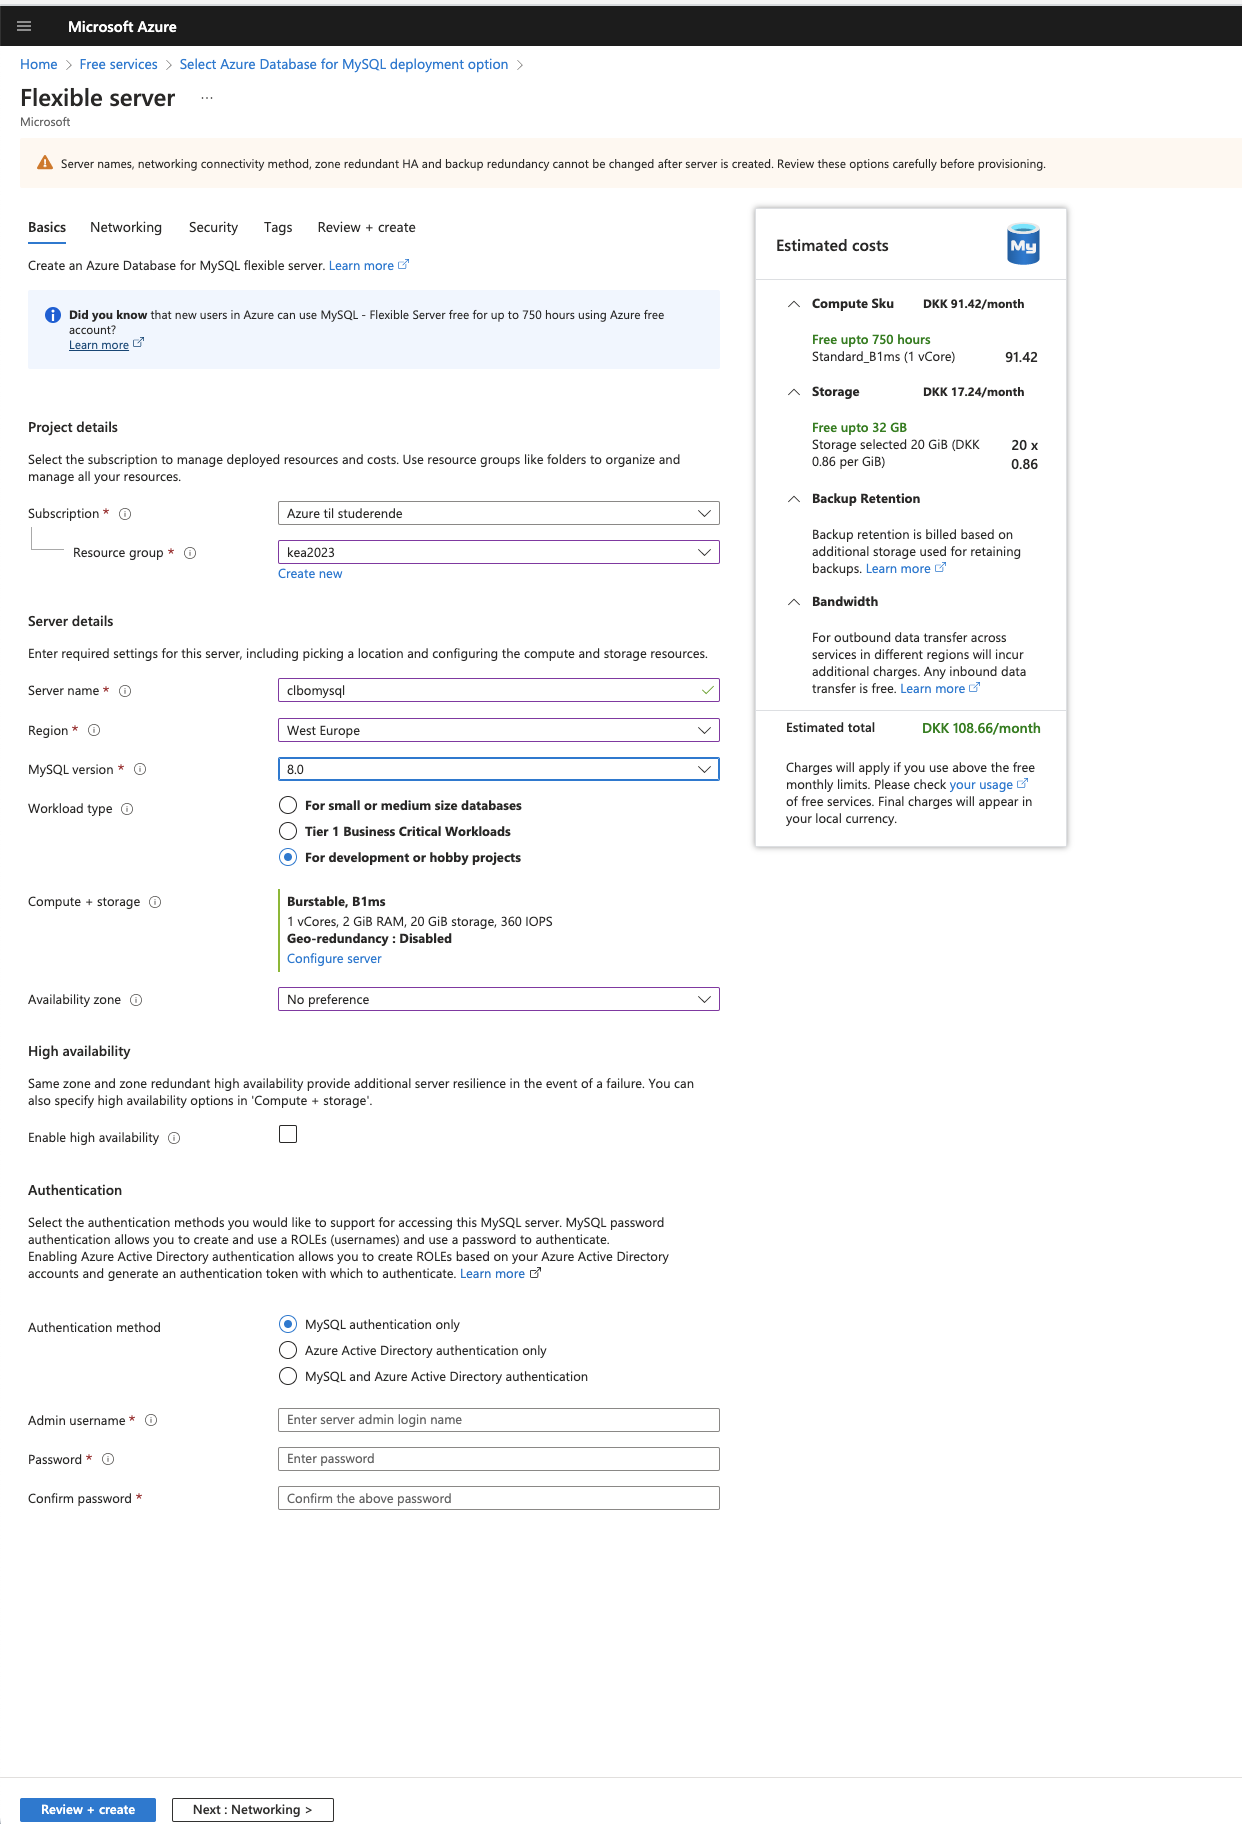 Microsoft Azure
Home > Free services > Select Azure Database for MySQL deployment option >
Flexible server ...
Microsoft
Server names, networking connectivity method, zone redundant HA and backup redundancy cannot be changed after server is created. Review these options carefully before provisioning.
Basics Networking Security Tags Review + create
Create an Azure Database for MySQL flexible server. Learn more
Did you know that new users in Azure can use MySQL - Flexible Server free for up to 750 hours using Azure free
account?
Learn more
Project details
Select the subscription to manage deployed resources and costs. Use resource groups like folders to organize and
manage all your resources.
Subscription * Azure til studerende
Resource group * kea2023
Create new
Server details
Enter required settings for this server, including picking a location and configuring the compute and storage resources.
Server name * clbomysql
Region * West Europe
MySQL version * 8.0
Workload type
For small or medium size databases
Tier 1 Business Critical Workloads
For development or hobby projects
Compute + storage
Burstable, B1ms
1 vCores, 2 GiB RAM, 20 GiB storage, 360 IOPS
Geo-redundancy : Disabled
Configure server
Availability zone No preference
High availability
Same zone and zone redundant high availability provide additional server resilience in the event of a failure. You can
also specify high availability options in 'Compute + storage'.
Enable high availability
Authentication
Select the authentication methods you would like to support for accessing this MySQL server. MySQL password
authentication allows you to create and use a ROLEs (usernames) and use a password to authenticate.
Enabling Azure Active Directory authentication allows you to create ROLEs based on your Azure Active Directory
accounts and generate an authentication token with which to authenticate. Learn more
Authentication method
MySQL authentication only
Azure Active Directory authentication only
MySQL and Azure Active Directory authentication
Admin username * Enter server admin login name
Password * Enter password
Confirm password * Confirm the above password
Estimated costs
My
Compute Sku DKK 91.42/month
Free upto 750 hours
Standard_B1ms (1 vCore) 91.42
Storage DKK 17.24/month
Free upto 32 GB
Storage selected 20 GiB (DKK 20 x
0.86 per GiB) 0.86
Backup Retention
Backup retention is billed based on
additional storage used for retaining
backups. Learn more
Bandwidth
For outbound data transfer across
services in different regions will incur
additional charges. Any inbound data
transfer is free. Learn more
Estimated total DKK 108.66/month
Charges will apply if you use above the free
monthly limits. Please check your usage
of free services. Final charges will appear in
your local currency.
Review + create Next : Networking >